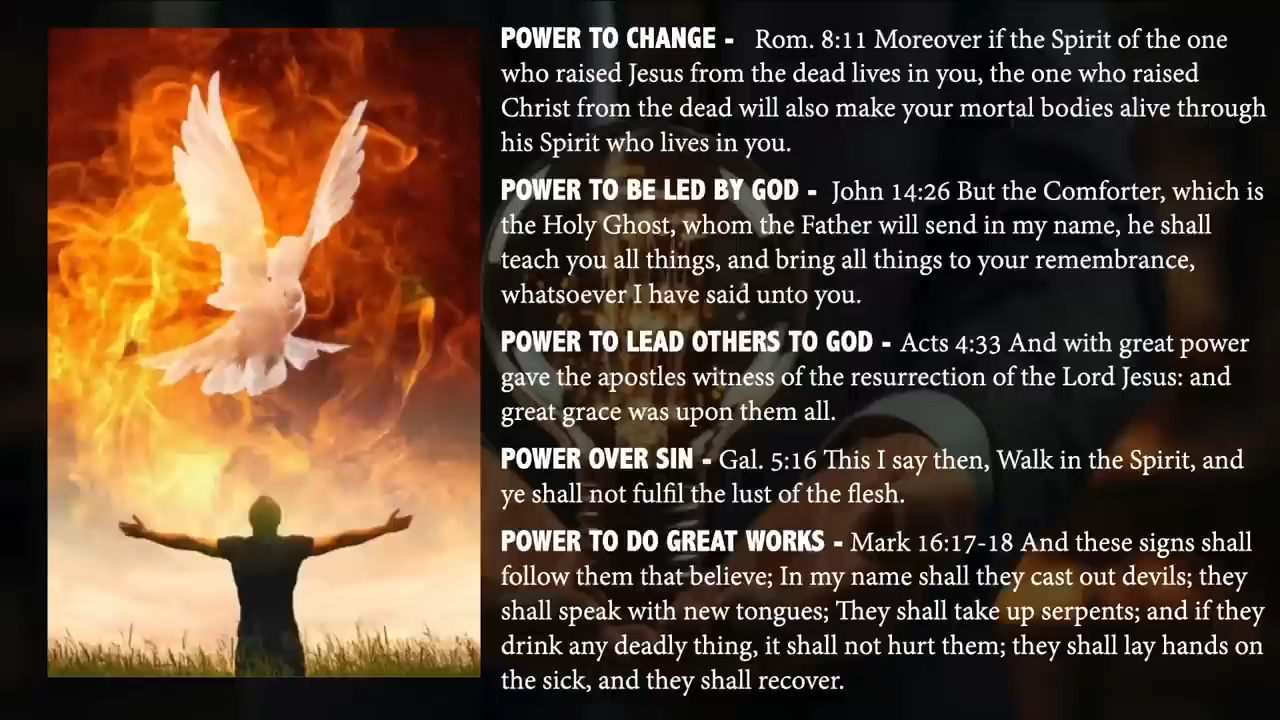 POWER TO CHANGE - Rom. 8:11 Moreover if the Spirit of the one
who raised Jesus from the dead lives in you, the one who raised
Christ from the dead will also make your mortal bodies alive through
his Spirit who lives in you.
POWER TO BE LED BY GOD - John 14:26 But the Comforter, which is
the Holy Ghost, whom the Father will send in my name, he shall
teach you all things, and bring all things to your remembrance,
whatsoever I have said unto you.
POWER TO LEAD OTHERS TO GOD - Acts 4:33 And with great power
gave the apostles witness of the resurrection of the Lord Jesus: and
great grace was upon them all.
POWER OVER SIN - Gal. 5:16 This I say then, Walk in the Spirit, and
ye shall not fulfil the lust of the flesh.
POWER TO DO GREAT WORKS - Mark 16:17-18 And these signs shall
follow them that believe; In my name shall they cast out devils; they
shall speak with new tongues; They shall take up serpents; and if they
drink any deadly thing, it shall not hurt them; they shall lay hands on
the sick, and they shall recover.